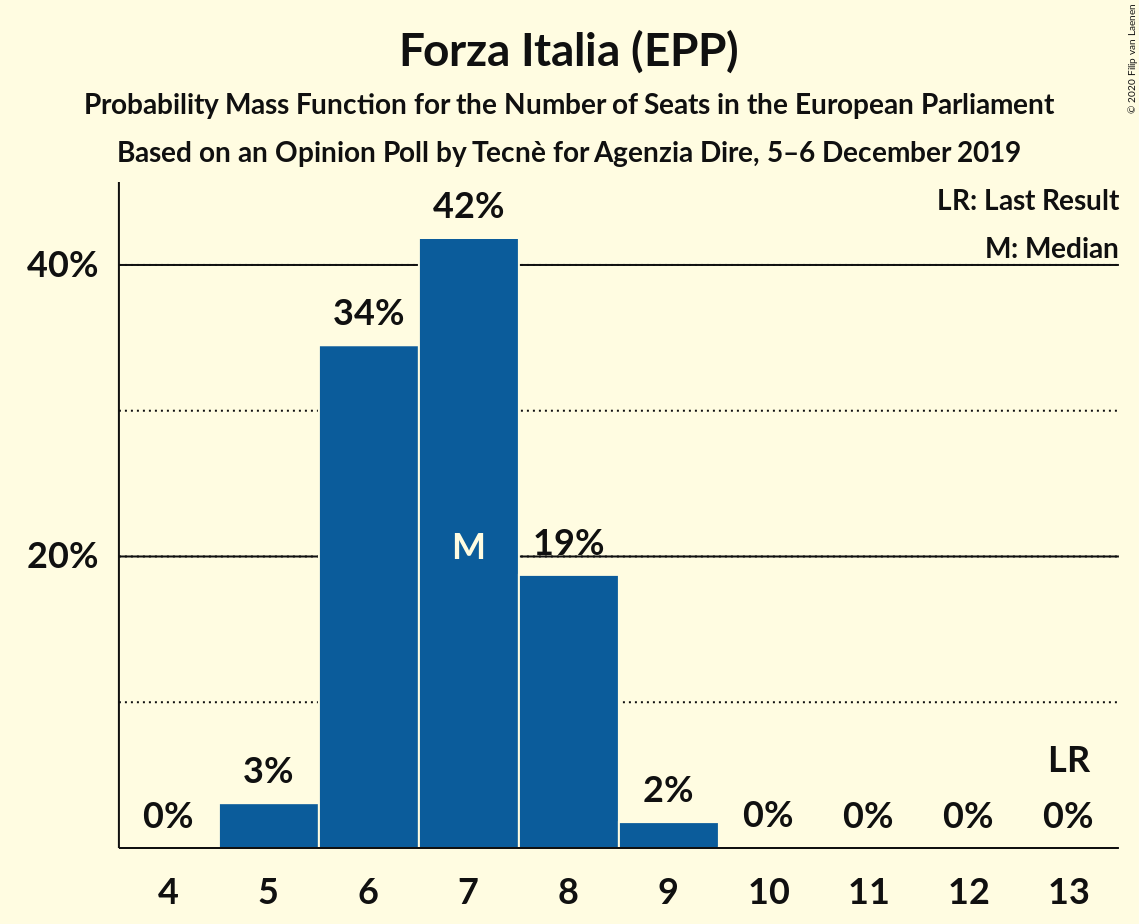 Forza Italia (EPP)
Probability Mass Function for the Number of Seats in the European Parliament
Based on an Opinion Poll by Tecnè for Agenzia Dire, 5–6 December 2019
© 2020 Filip van Laenen
LR: Last Result
M: Median
40%
20%
0%
3%
34%
42%
M
19%
2%
0%
0%
0%
LR
0%
4 5 6 7 8 9 10 11 12 13